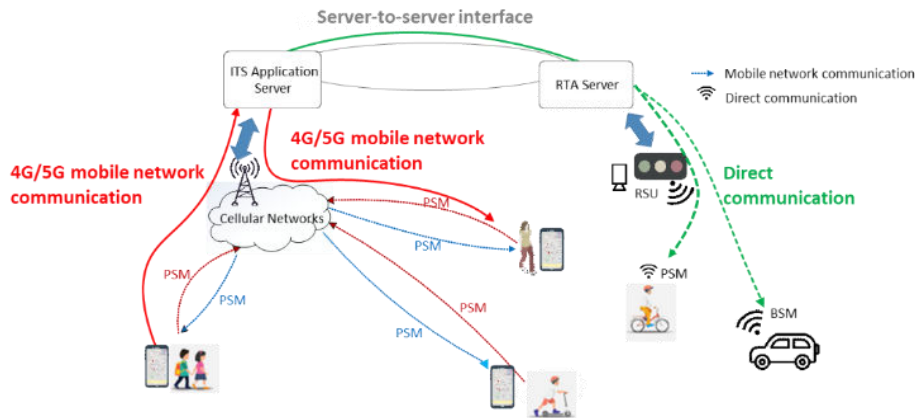 Server-to-server interface
ITS Application
Server
RTA Server
Mobile network communication
Direct communication
4G/5G mobile network
communication
4G/5G mobile network
communication
RSU
Direct
communication
Cellular Networks
PSM
PSM
PSM
PSM
PSM
PSM
PSM
BSM